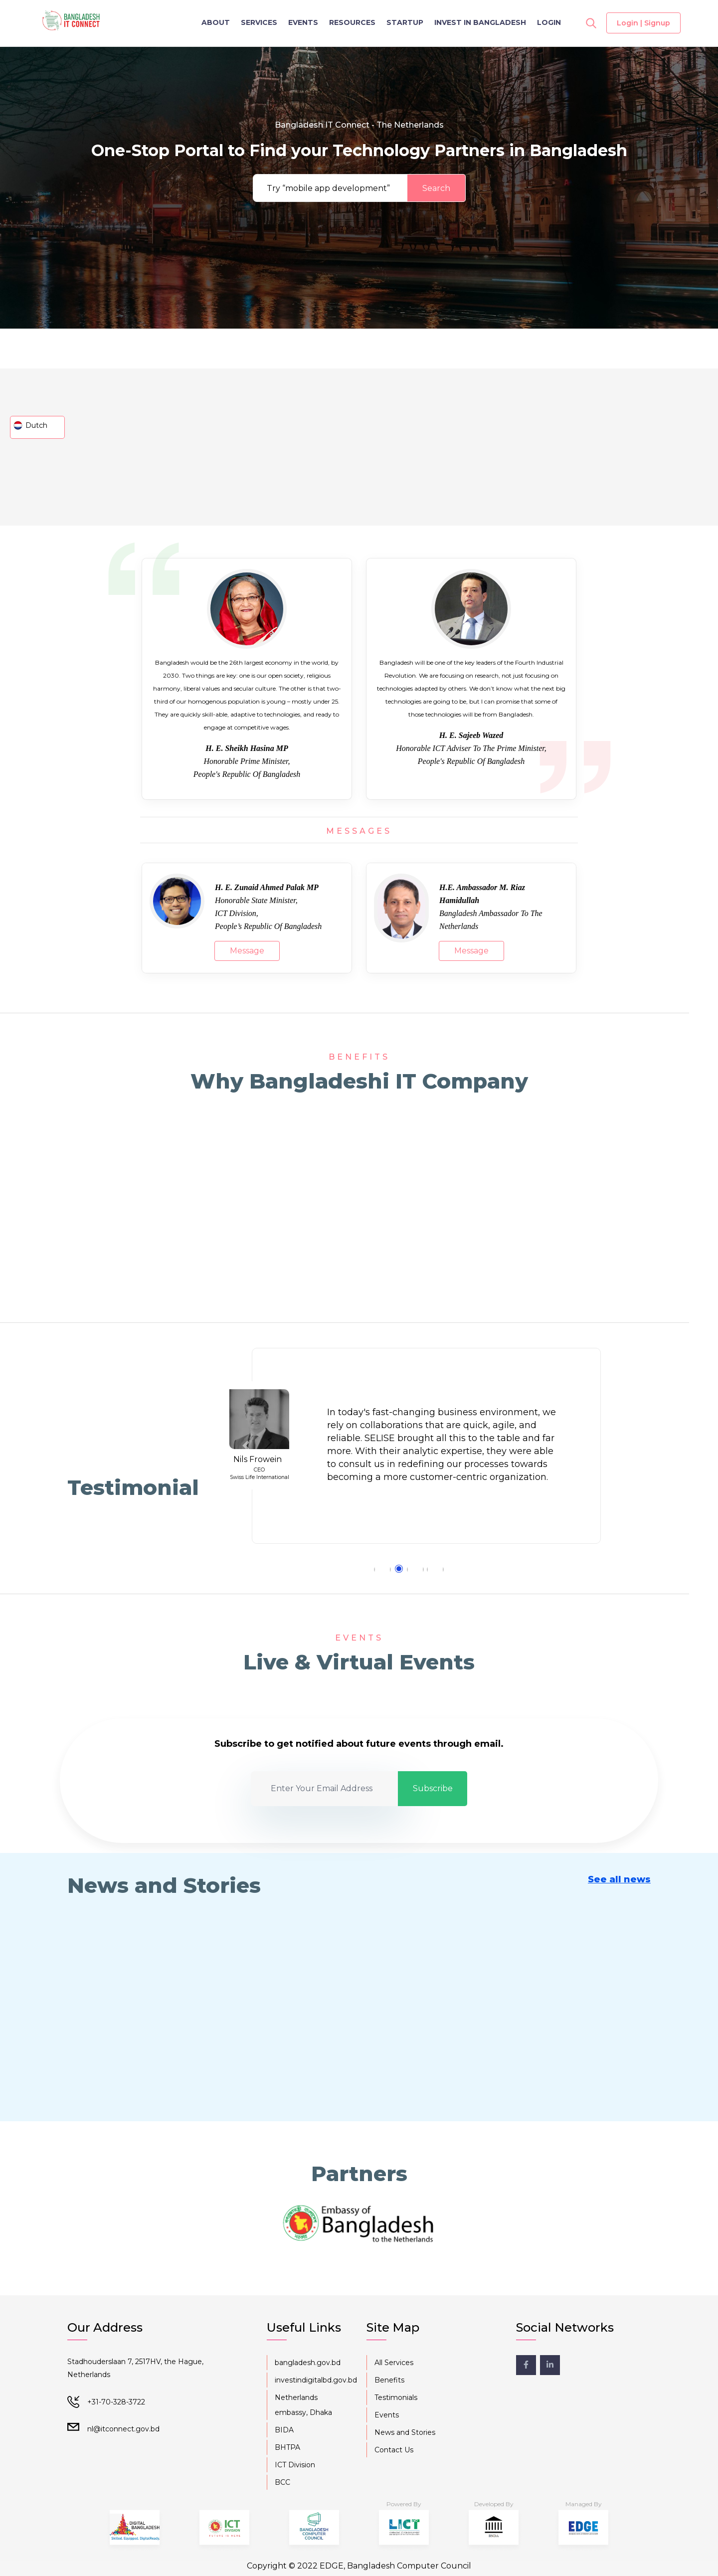 BANGLADESH
IT CONNECT
ABOUT SERVICES EVENTS RESOURCES STARTUP INVEST IN BANGLADESH LOGIN
Login | Signup
Bangladesh IT Connect - The Netherlands
One-Stop Portal to Find your Technology Partners in Bangladesh
Try “mobile app development” Search
Dutch
Bangladesh would be the 26th largest economy in the world, by
2030. Two things are key: one is our open society, religious
harmony, liberal values and secular culture. The other is that two-
third of our homogenous population is young – mostly under 25.
They are quickly skill-able, adaptive to technologies, and ready to
engage at competitive wages.
H. E. Sheikh Hasina MP
Honorable Prime Minister,
People's Republic Of Bangladesh
Bangladesh will be one of the key leaders of the Fourth Industrial
Revolution. We are focusing on research, not just focusing on
technologies adapted by others. We don't know what the next big
technologies are going to be, but I can promise that some of
those technologies will be from Bangladesh.
H. E. Sajeeb Wazed
Honorable ICT Adviser To The Prime Minister,
People's Republic Of Bangladesh
MESSAGES
H. E. Zunaid Ahmed Palak MP
Honorable State Minister,
ICT Division,
People’s Republic Of Bangladesh
Message
H.E. Ambassador M. Riaz
Hamidullah
Bangladesh Ambassador To The
Netherlands
Message
BENEFITS
Why Bangladeshi IT Company
Testimonial
Nils Frowein
CEO
Swiss Life International
In today's fast-changing business environment, we
rely on collaborations that are quick, agile, and
reliable. SELISE brought all this to the table and far
more. With their analytic expertise, they were able
to consult us in redefining our processes towards
becoming a more customer-centric organization.
EVENTS
Live & Virtual Events
Subscribe to get notified about future events through email.
Enter Your Email Address Subscribe
News and Stories
See all news
Partners
Embassy of
Bangladesh
to the Netherlands
Our Address
Stadhouderslaan 7, 2517HV, the Hague,
Netherlands
+31-70-328-3722
nl@itconnect.gov.bd
Useful Links
bangladesh.gov.bd
investindigitalbd.gov.bd
Netherlands
embassy, Dhaka
BIDA
BHTPA
ICT Division
BCC
Site Map
All Services
Benefits
Testimonials
Events
News and Stories
Contact Us
Social Networks
Powered By
Developed By
Managed By
DIGITAL
BANGLADESH
ICT
BANGLADESH
COMPUTER
COUNCIL
LICT
EDGE
Copyright © 2022 EDGE, Bangladesh Computer Council